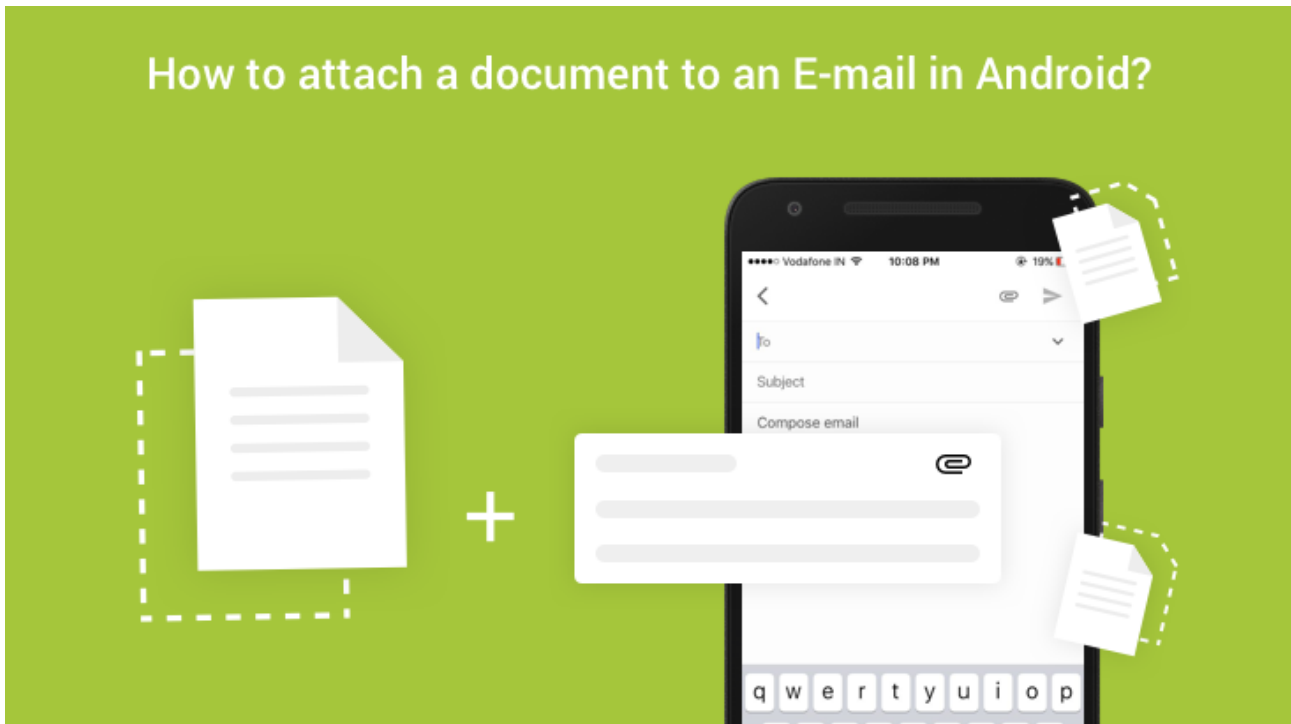 How to attach a document to an E-mail in Android?
Vodafone IN 10:08 PM 19%
To
Subject
Compose email
q w e r t y u i o p